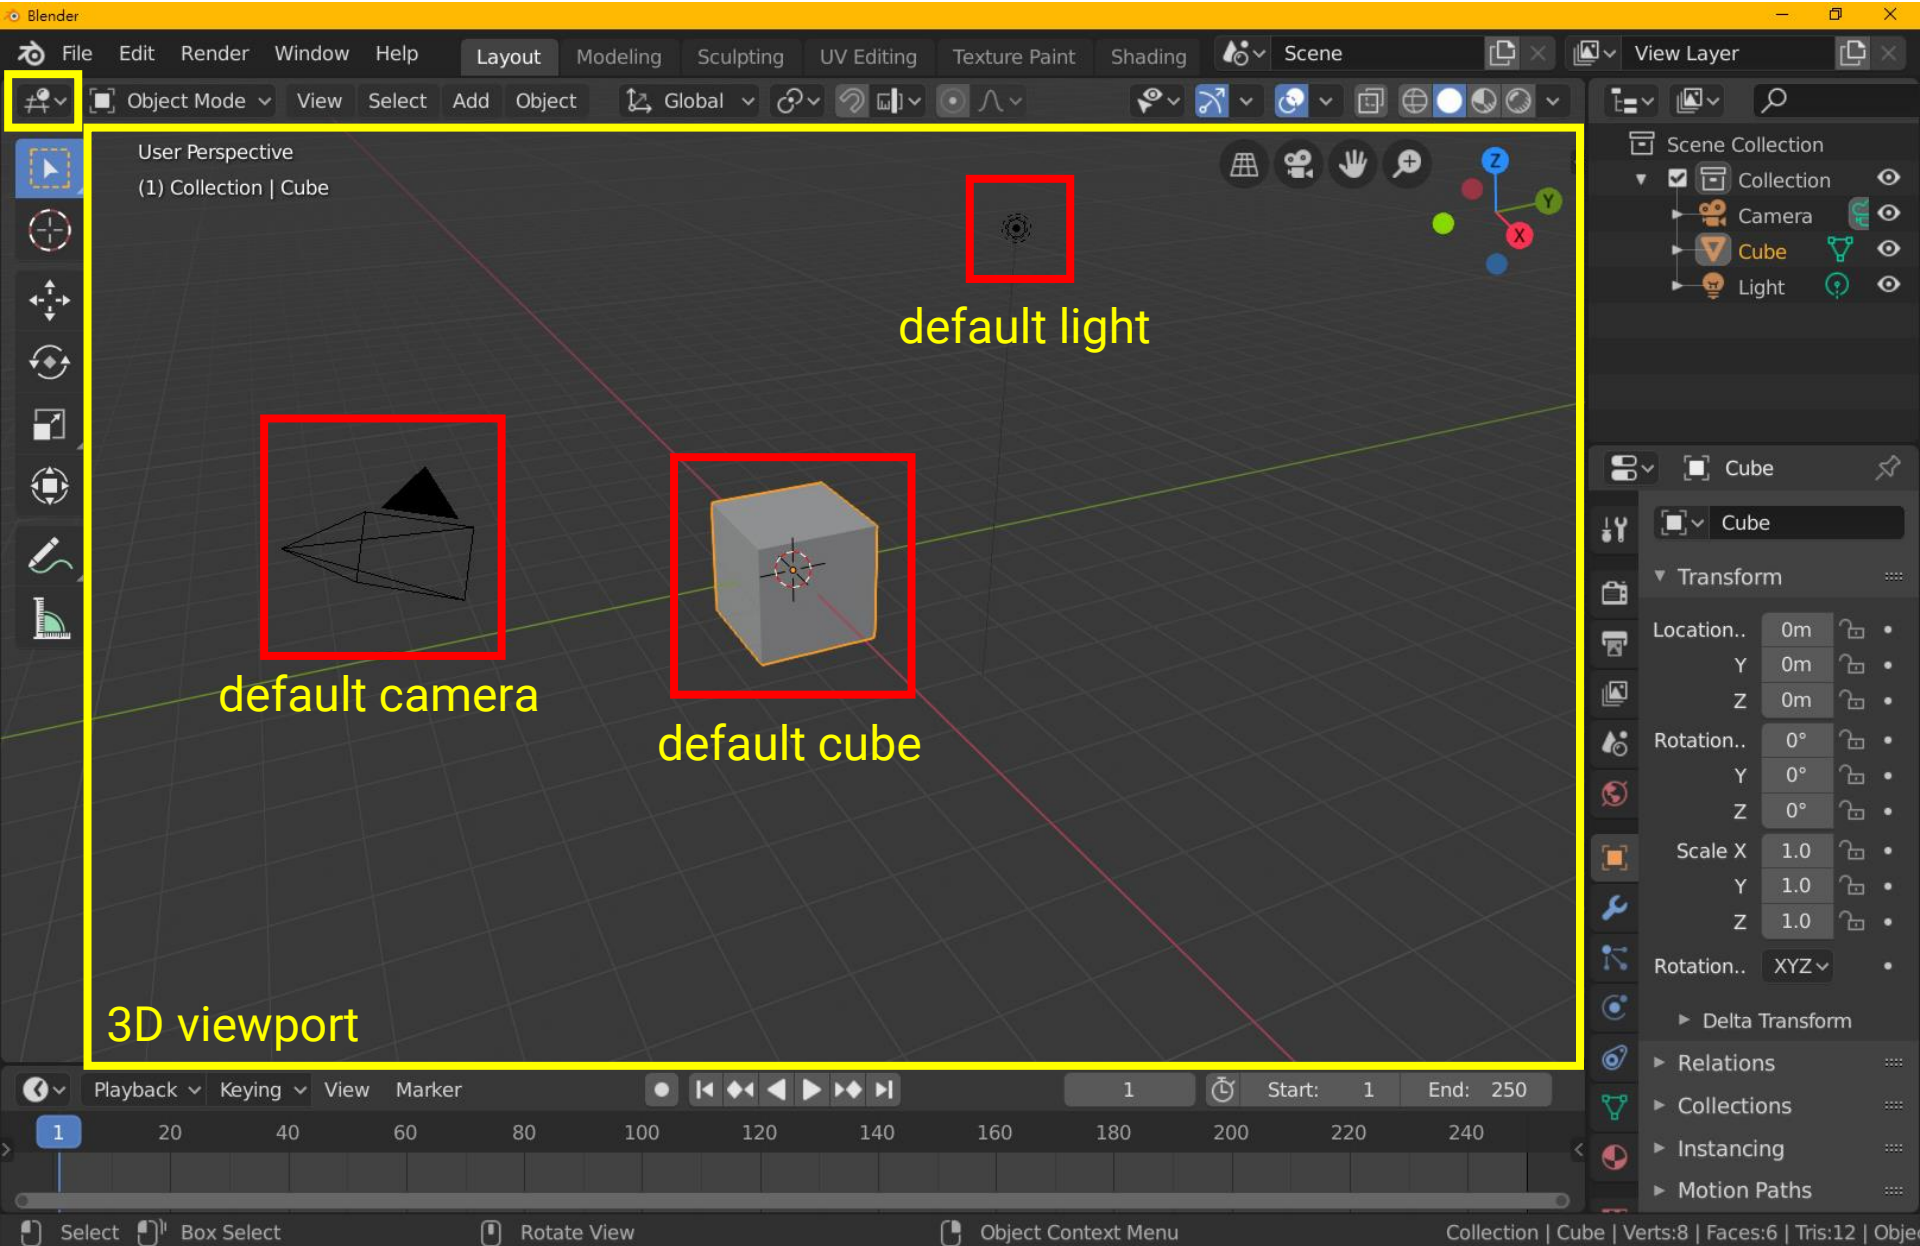 Blender
File Edit Render Window Help Layout Modeling Sculpting UV Editing Texture Paint Shading Scene View Layer
Object Mode View Select Add Object Global
User Perspective
(1) Collection | Cube
Z
Y
X
default light
default camera
default cube
3D viewport
Scene Collection
Collection
Camera
Cube
Light
Cube
Cube
Transform
Location.. 0m
Y 0m
Z 0m
Rotation.. 0°
Y 0°
Z 0°
Scale X 1.0
Y 1.0
Z 1.0
Rotation.. XYZ
Delta Transform
Relations
Collections
Instancing
Motion Paths
Playback Keying View Marker 1 Start: 1 End: 250
1 20 40 60 80 100 120 140 160 180 200 220 240
Select Box Select Rotate View Object Context Menu Collection | Cube | Verts:8 | Faces:6 | Tris:12 | Obje